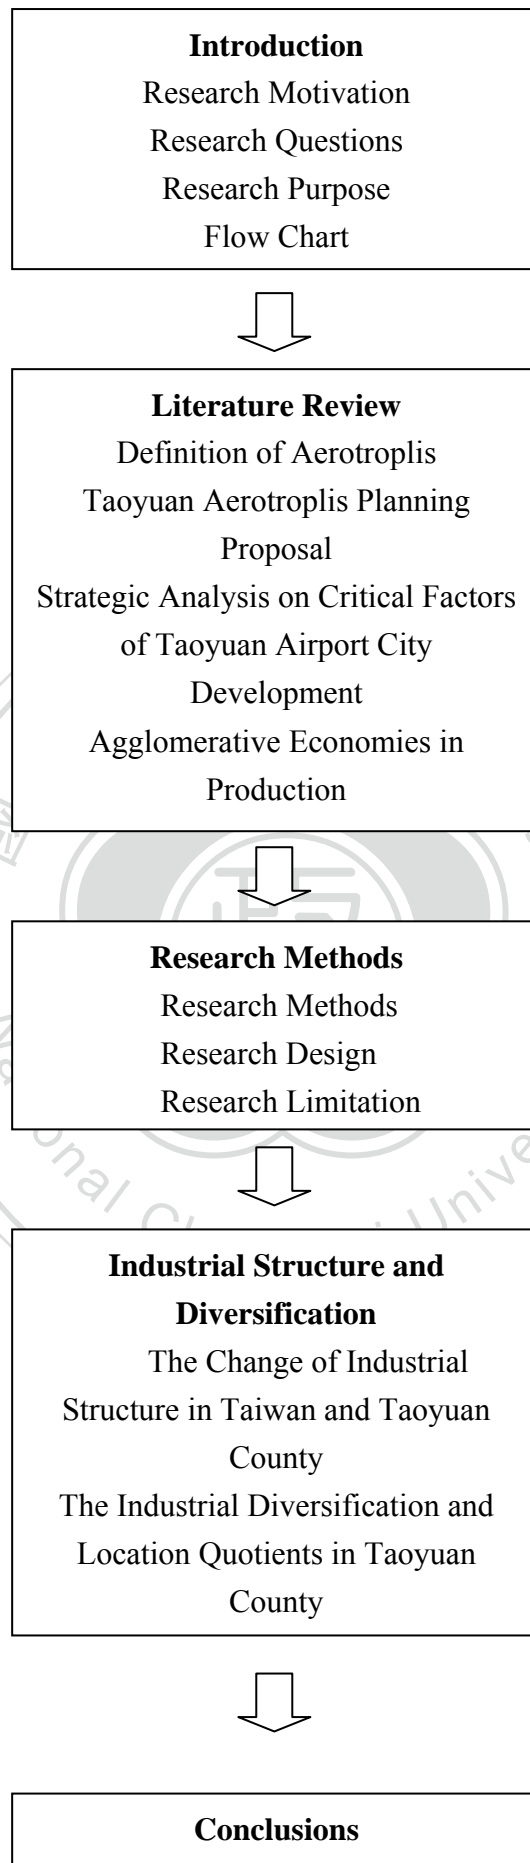 Introduction
Research Motivation
Research Questions
Research Purpose
Flow Chart
Literature Review
Definition of Aerotroplis
Taoyuan Aerotroplis Planning
Proposal
Strategic Analysis on Critical Factors
of Taoyuan Airport City
Development
Agglomerative Economies in
Production
Research Methods
Research Methods
Research Design
Research Limitation
Industrial Structure and
Diversification
The Change of Industrial
Structure in Taiwan and Taoyuan
County
The Industrial Diversification and
Location Quotients in Taoyuan
County
Conclusions